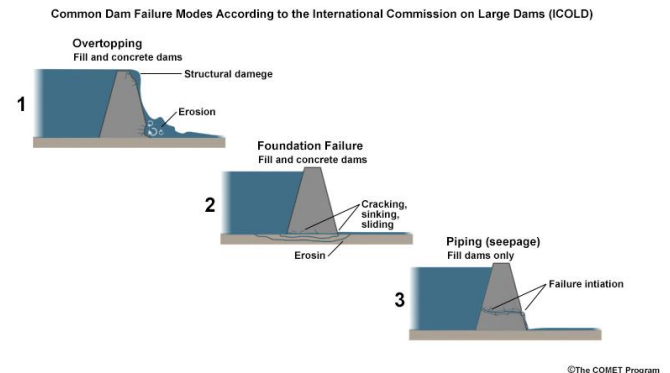 Common Dam Failure Modes According to the International Commission on Large Dams (ICOLD)
Overtopping
Fill and concrete dams
Structural damege
1
Erosion
Foundation Failure
Fill and concrete dams
2
Cracking,
sinking,
sliding
Erosin
Piping (seepage)
Fill dams only
Failure intiation
3
©The COMET Program